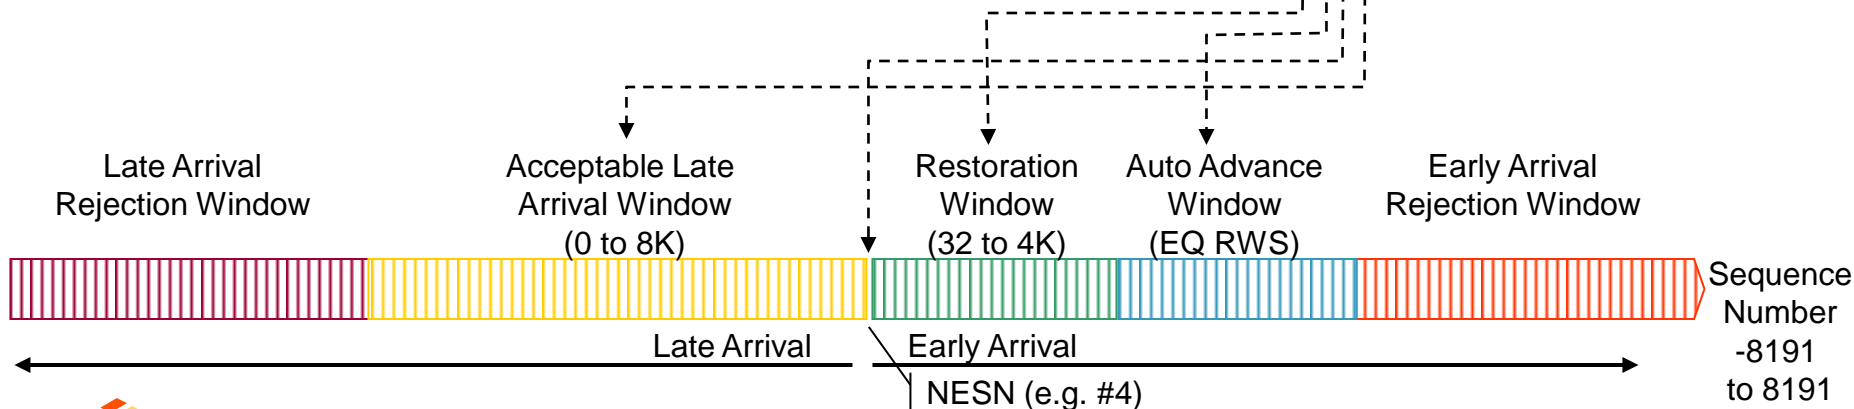 Late Arrival
Rejection Window
Acceptable Late
Arrival Window
(0 to 8K)
Restoration
Window
(32 to 4K)
Auto Advance
Window
(EQ RWS)
Early Arrival
Rejection Window
Sequence
Number
-8191
to 8191
Late Arrival
Early Arrival
NESN (e.g. #4)